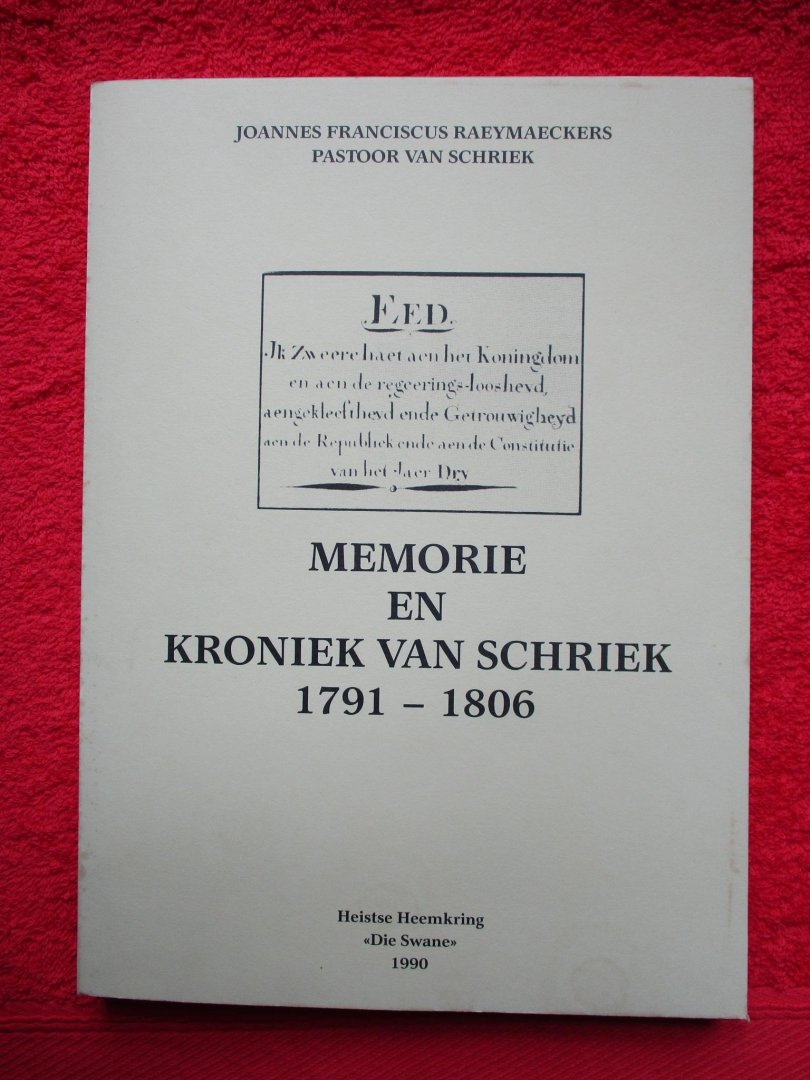 JOANNES FRANCISCUS RAEYMAECKERS
PASTOOR VAN SCHRIEK
EED.
Ik Zweere haet aen het Koningdom
en aen de regeerings-loosheyd,
aengekleeftheyd ende Getrouwigheyd
aen de Republiek ende aen de Constitutie
van het Jaer Dry
MEMORIE
EN
KRONIEK VAN SCHRIEK
1791 – 1806
Heistse Heemkring
«Die Swane»
1990